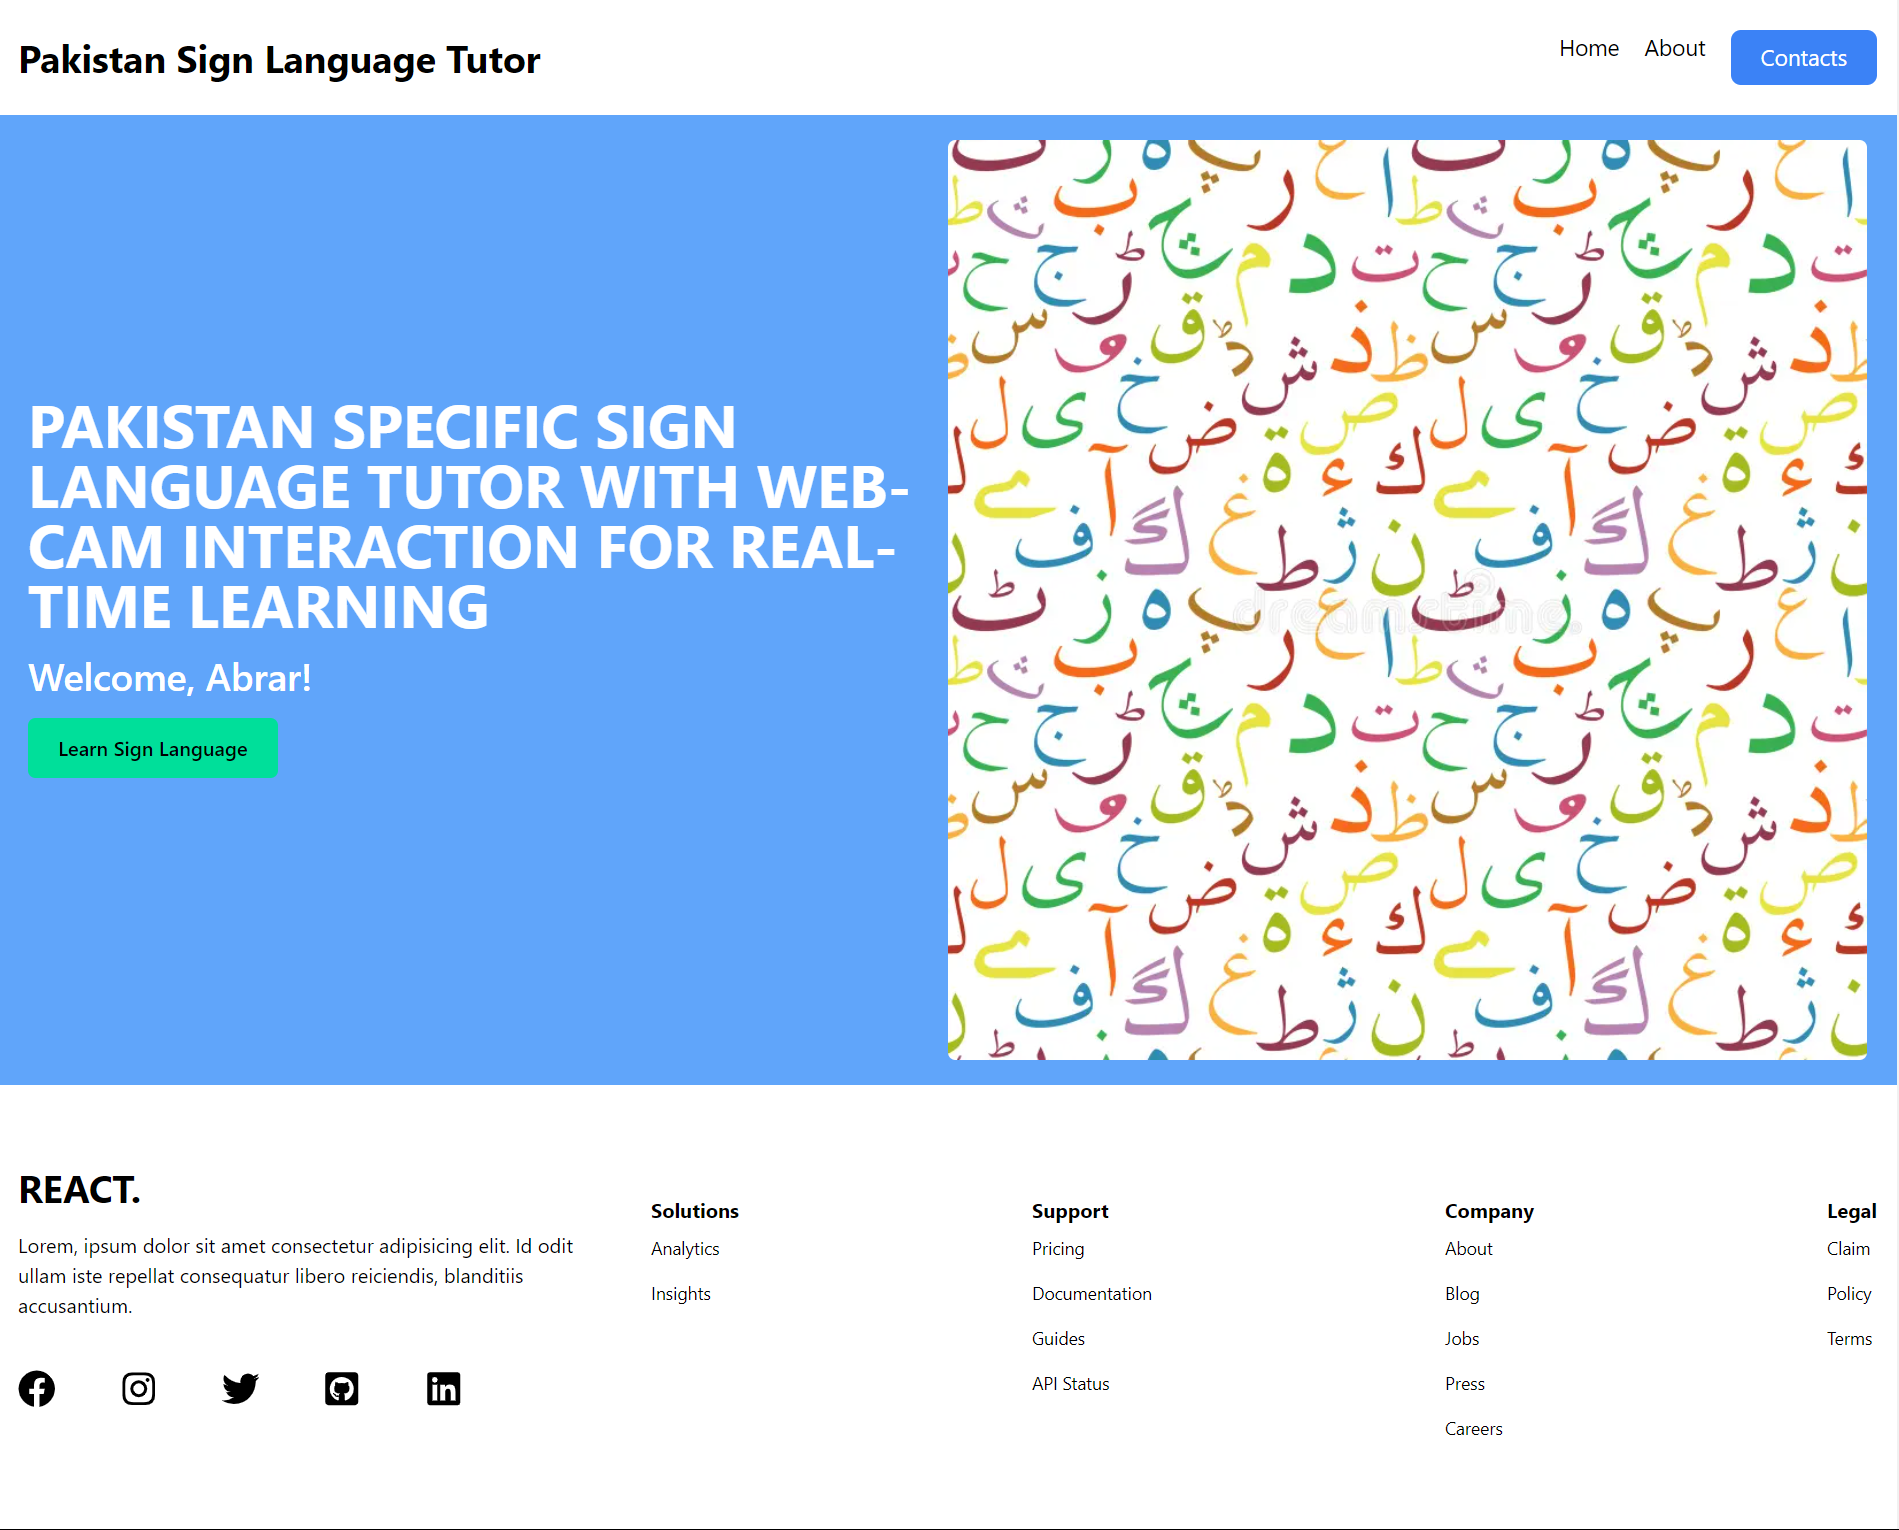 Pakistan Sign Language Tutor
Home About Contacts
PAKISTAN SPECIFIC SIGN
LANGUAGE TUTOR WITH WEB-
CAM INTERACTION FOR REAL-
TIME LEARNING
Welcome, Abrar!
Learn Sign Language
dreamstime
REACT.
Lorem, ipsum dolor sit amet consectetur adipisicing elit. Id odit
ullam iste repellat consequatur libero reiciendis, blanditiis
accusantium.
Solutions
Analytics
Insights
Support
Pricing
Documentation
Guides
API Status
Company
About
Blog
Jobs
Press
Careers
Legal
Claim
Policy
Terms